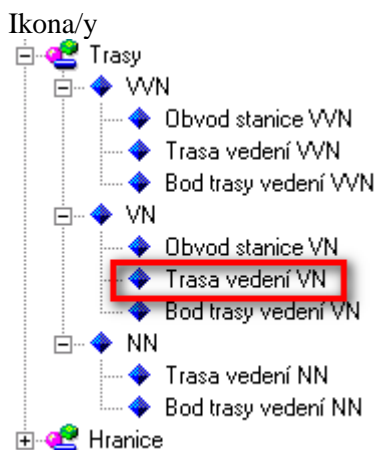 Ikona/y
Trasy
VVN
Obvod stanice VVN
Trasa vedení VVN
Bod trasy vedení VVN
VN
Obvod stanice VN
Trasa vedení VN
Bod trasy vedení VN
NN
Trasa vedení NN
Bod trasy vedení NN
Hranice